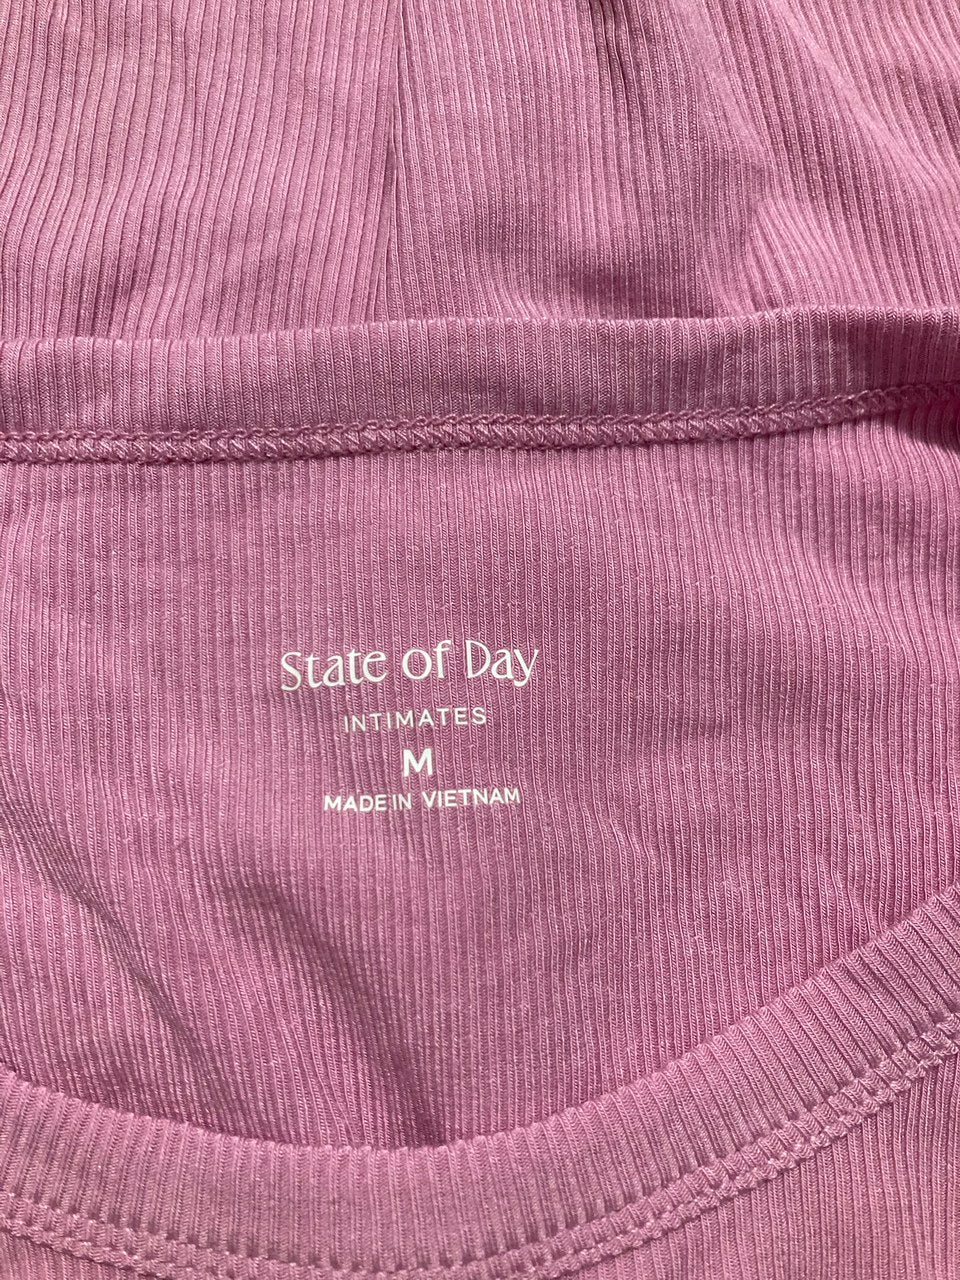 State of Day
INTIMATES
M
MADE IN VIETNAM